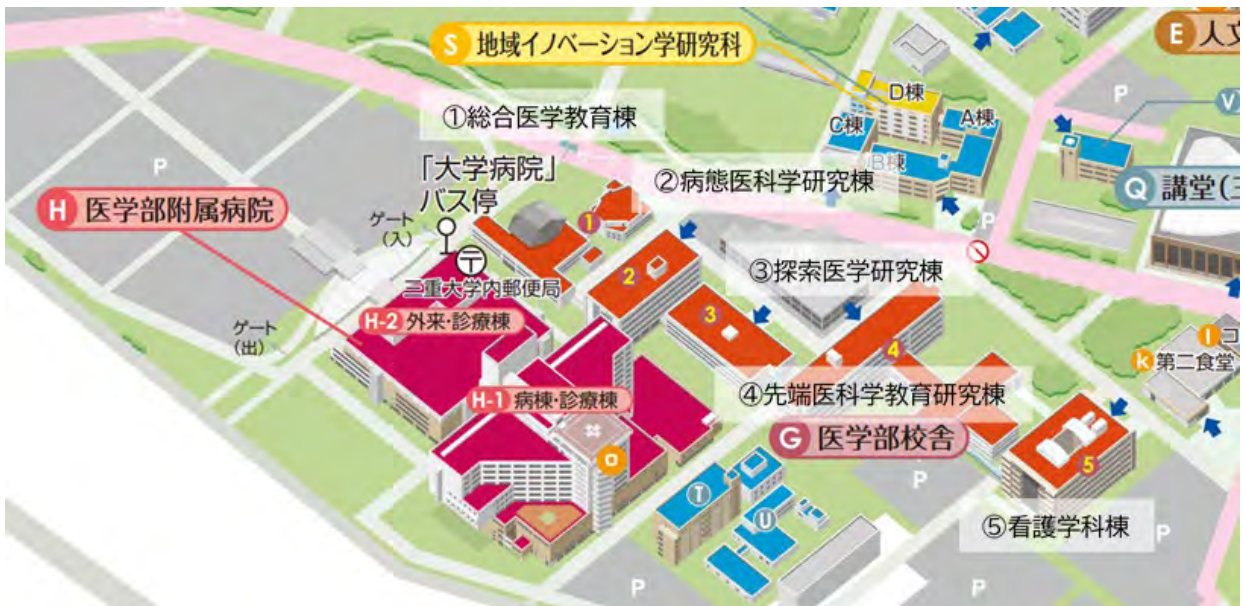 S 地域イノベーション学研究科
E 人文
P
D棟
A棟
C棟
B棟
V
①総合医学教育棟
P
「大学病院」
バス停
②病態医科学研究棟
Q 講堂(三
H 医学部附属病院
ゲート
(入)
1
P
〒
三重大学内郵便局
2
③探索医学研究棟
H-2 外来・診療棟
3
ゲート
(出)
4
l コ
k 第二食堂
H-1 病棟・診療棟
④先端医科学教育研究棟
G 医学部校舎
O
5
P
T
U
⑤看護学科棟
P
P
P